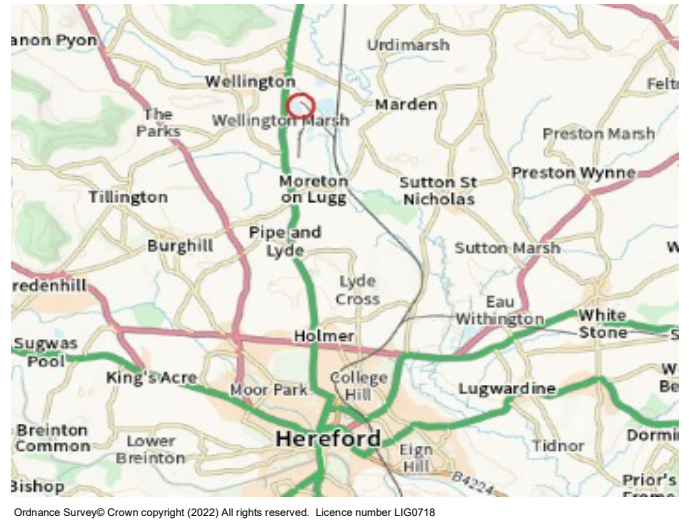 anon Pyon
Urdimarsh
Wellington
Felt
The
Parks
Marden
Wellington Marsh
Preston Marsh
Preston Wynne
Moreton
on Lugg
Sutton St
Nicholas
Tillington
Pipe and
Lyde
Burghill
Sutton Marsh
W
redenhill
Lyde
Cross
Eau
Withington
White
Stone
Holmer
S
Sugwas
Pool
King's Acre
Moor Park
College
Hill
Lugwardine
W
Be
Breinton
Common
Lower
Breinton
Hereford
Eign
Hill
Tidnor
Dormi
Bishop
B4224
Prior's
Frome
Ordnance Survey© Crown copyright (2022) All rights reserved. Licence number LIG0718